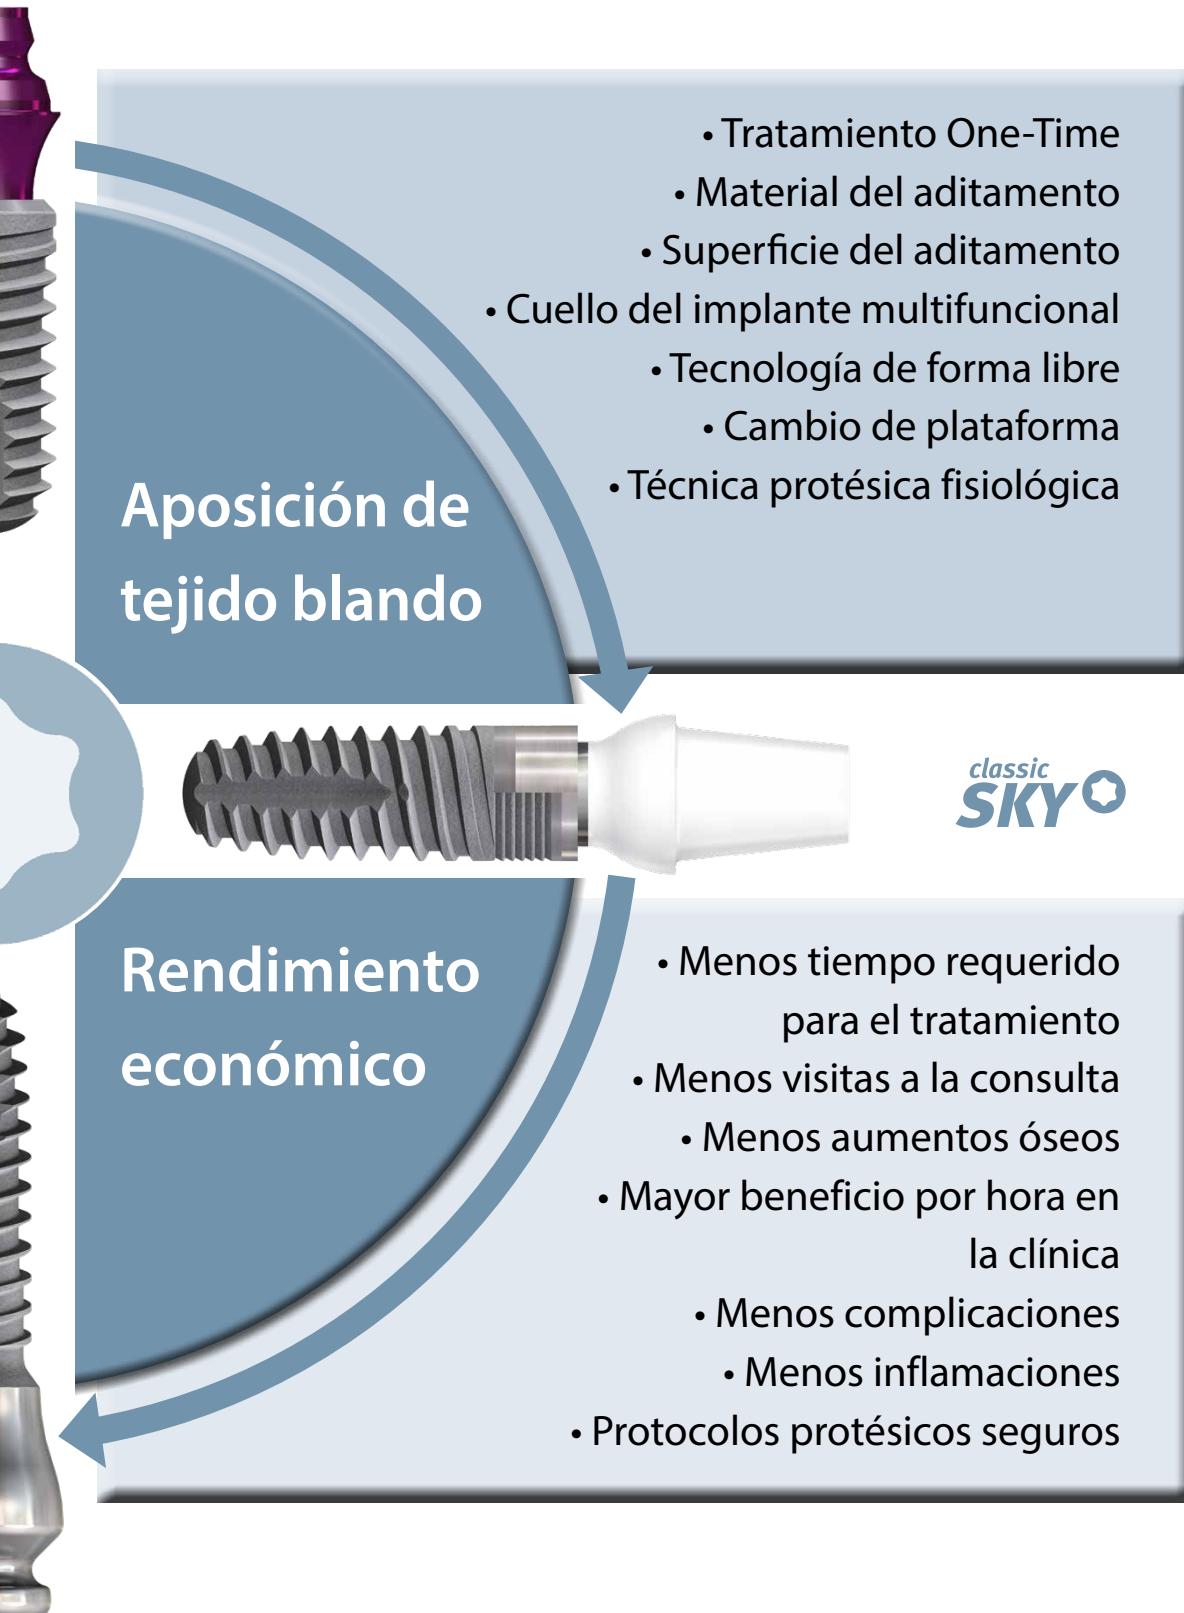 • Tratamiento One-Time
• Material del aditamento
• Superficie del aditamento
• Cuello del implante multifuncional
• Tecnología de forma libre
• Cambio de plataforma
• Técnica protésica fisiológica
Aposición de
tejido blando
classic
SKY
Rendimiento
económico
• Menos tiempo requerido
para el tratamiento
• Menos visitas a la consulta
• Menos aumentos óseos
• Mayor beneficio por hora en
la clínica
• Menos complicaciones
• Menos inflamaciones
• Protocolos protésicos seguros